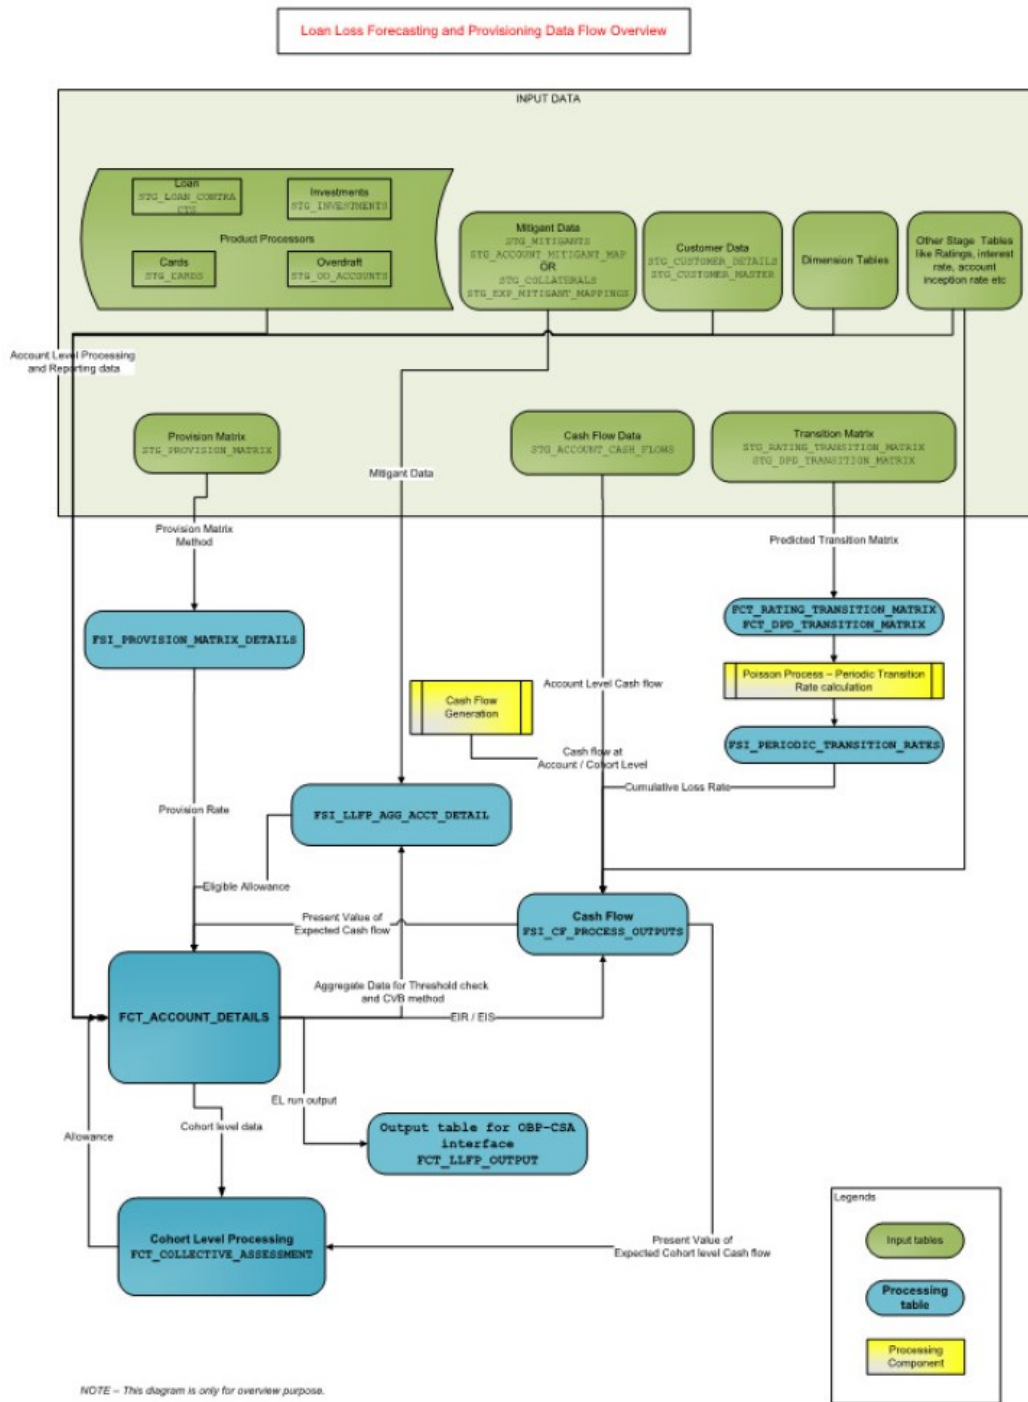 Loan Loss Forecasting and Provisioning Data Flow Overview
INPUT DATA
Loan
STG_LOAN_CONTRA
CTS
Investments
STG_INVESTMENTS
Product Processors
Cards
STG_CARDS
Overdraft
STG_OD_ACCOUNTS
Mitigant Data
STG_MITIGANTS
STG_ACCOUNT_MITIGANT_MAP
OR
STG_COLLATERALS
STG_EXP_MITIGANT_MAPPINGS
Customer Data
STG_CUSTOMER_DETAILS
STG_CUSTOMER_MASTER
Dimension Tables
Other Stage Tables
like Ratings, interest
rate, account
inception rate etc
Account Level Processing
and Reporting data
Provision Matrix
STG_PROVISION_MATRIX
Mitigant Data
Cash Flow Data
STG_ACCOUNT_CASH_FLOWS
Transition Matrix
STG_RATING_TRANSITION_MATRIX
STG_DPD_TRANSITION_MATRIX
Provision Matrix
Method
Predicted Transition Matrix
FSI_PROVISION_MATRIX_DETAILS
FCT_RATING_TRANSITION_MATRIX
FCT_DPD_TRANSITION_MATRIX
Account Level Cash flow
Poisson Process – Periodic Transition
Rate calculation
Cash Flow
Generation
Cash flow at
Account / Cohort Level
FSI_PERIODIC_TRANSITION_RATES
Cumulative Loss Rate
Provision Rate
FSI_LLFP_AGG_ACCT_DETAIL
Eligible Allowance
Present Value of
Expected Cash flow
Cash Flow
FSI_CF_PROCESS_OUTPUTS
Aggregate Data for Threshold check
and CVB method
FCT_ACCOUNT_DETAILS
EIR / EIS
EL run output
Cohort level data
Allowance
Output table for OBP-CSA
interface
FCT_LLFP_OUTPUT
Cohort Level Processing
FCT_COLLECTIVE_ASSESSMENT
Present Value of
Expected Cohort level Cash flow
Legends
Input tables
Processing
table
Processing
Component
NOTE – This diagram is only for overview purpose.